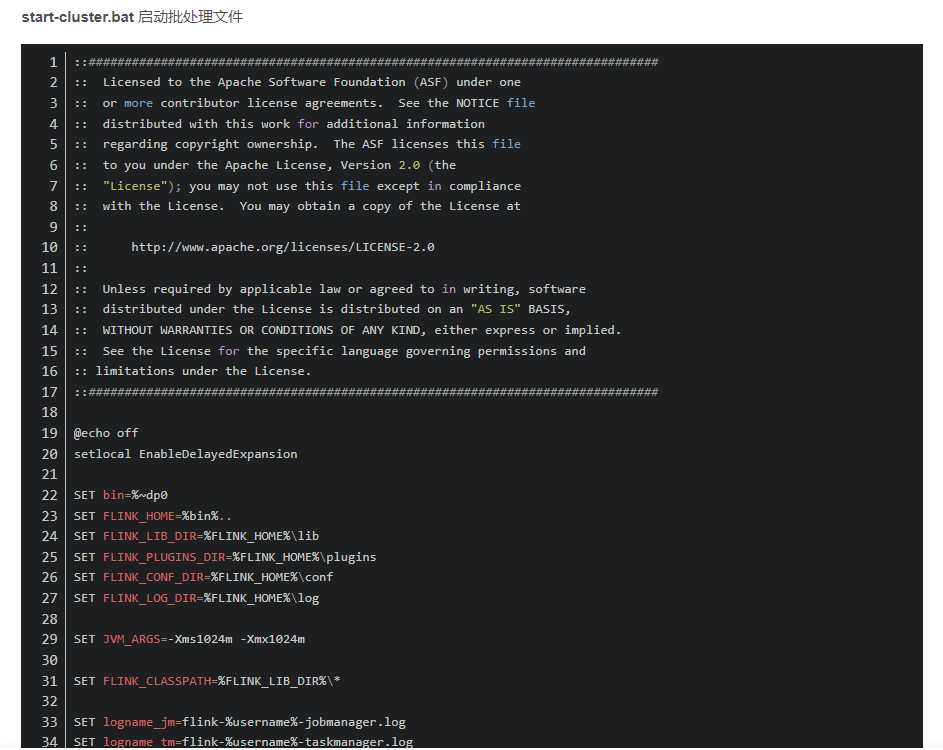 start-cluster.bat 启动批处理文件
1 ::###############################################################################
2 ::  Licensed to the Apache Software Foundation (ASF) under one
3 ::  or more contributor license agreements.  See the NOTICE file
4 ::  distributed with this work for additional information
5 ::  regarding copyright ownership.  The ASF licenses this file
6 ::  to you under the Apache License, Version 2.0 (the
7 ::  "License"); you may not use this file except in compliance
8 ::  with the License.  You may obtain a copy of the License at
9 ::
10 ::      http://www.apache.org/licenses/LICENSE-2.0
11 ::
12 ::  Unless required by applicable law or agreed to in writing, software
13 ::  distributed under the License is distributed on an "AS IS" BASIS,
14 ::  WITHOUT WARRANTIES OR CONDITIONS OF ANY KIND, either express or implied.
15 ::  See the License for the specific language governing permissions and
16 :: limitations under the License.
17 ::###############################################################################
18
19 @echo off
20 setlocal EnableDelayedExpansion
21
22 SET bin=%~dp0
23 SET FLINK_HOME=%bin%..
24 SET FLINK_LIB_DIR=%FLINK_HOME%\lib
25 SET FLINK_PLUGINS_DIR=%FLINK_HOME%\plugins
26 SET FLINK_CONF_DIR=%FLINK_HOME%\conf
27 SET FLINK_LOG_DIR=%FLINK_HOME%\log
28
29 SET JVM_ARGS=-Xms1024m -Xmx1024m
30
31 SET FLINK_CLASSPATH=%FLINK_LIB_DIR%\*
32
33 SET logname_jm=flink-%username%-jobmanager.log
34 SET logname_tm=flink-%username%-taskmanager.log